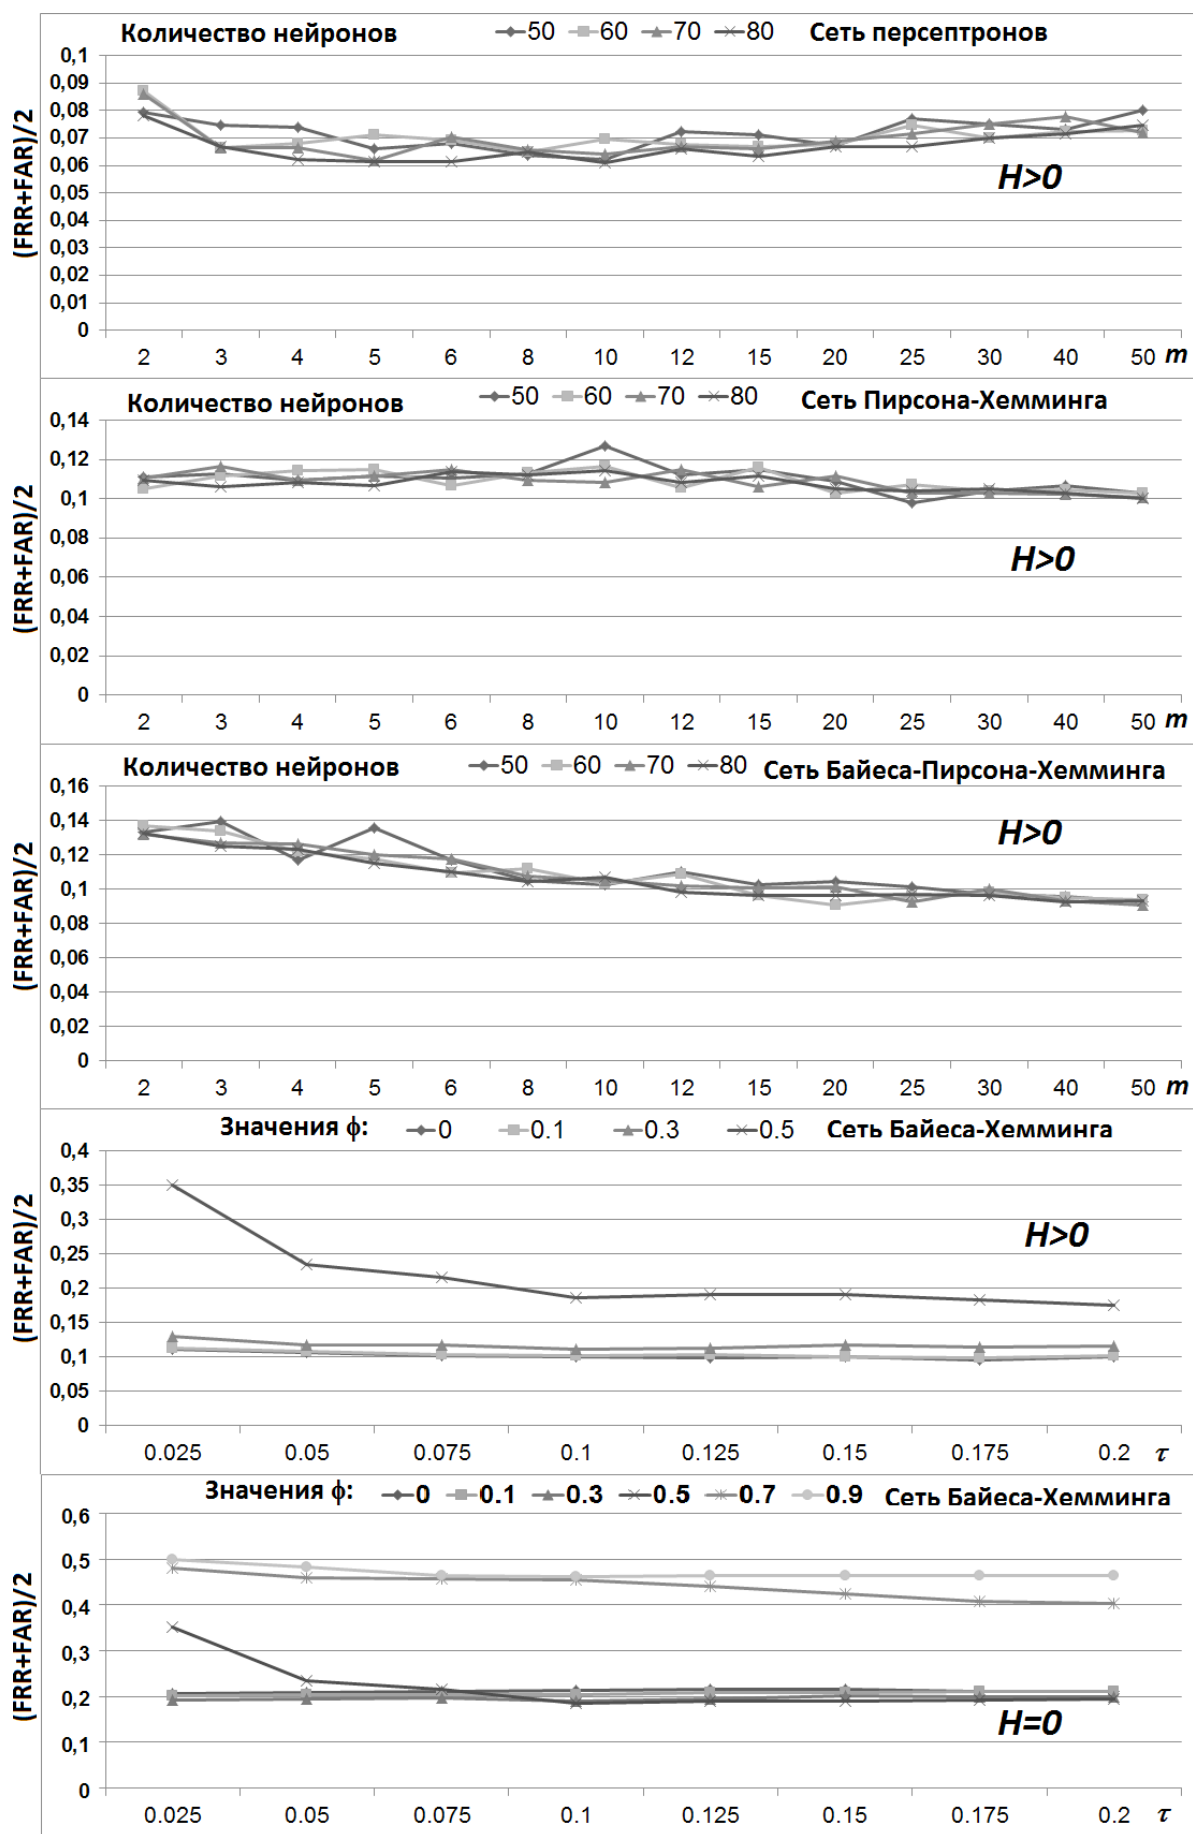 Количество нейронов 50 60 70 80 Сеть персептронов
(FRR+FAR)/2
0,1
0,09
0,08
0,07
0,06
0,05
0,04
0,03
0,02
0,01
0
H>0
2 3 4 5 6 8 10 12 15 20 25 30 40 50 m
Количество нейронов 50 60 70 80 Сеть Пирсона-Хемминга
(FRR+FAR)/2
0,14
0,12
0,1
0,08
0,06
0,04
0,02
0
H>0
2 3 4 5 6 8 10 12 15 20 25 30 40 50 m
Количество нейронов 50 60 70 80 Сеть Байеса-Пирсона-Хемминга
(FRR+FAR)/2
0,16
0,14
0,12
0,1
0,08
0,06
0,04
0,02
0
H>0
2 3 4 5 6 8 10 12 15 20 25 30 40 50 m
Значения ϕ: 0 0.1 0.3 0.5 Сеть Байеса-Хемминга
(FRR+FAR)/2
0,4
0,35
0,3
0,25
0,2
0,15
0,1
0,05
0
H>0
0.025 0.05 0.075 0.1 0.125 0.15 0.175 0.2 τ
Значения ϕ: 0 0.1 0.3 0.5 0.7 0.9 Сеть Байеса-Хемминга
(FRR+FAR)/2
0,6
0,5
0,4
0,3
0,2
0,1
0
H=0
0.025 0.05 0.075 0.1 0.125 0.15 0.175 0.2 τ